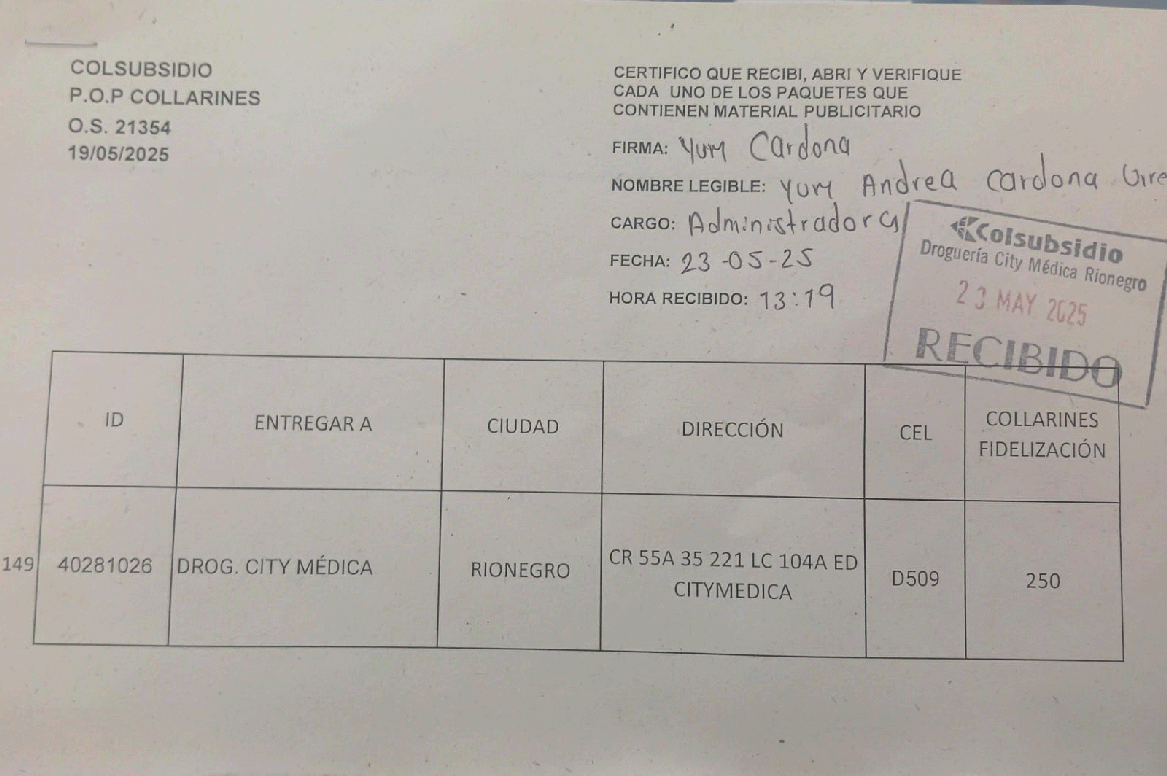 COLSUBSIDIO
P.O.P COLLARINES
O.S. 21354
19/05/2025
CERTIFICO QUE RECIBI, ABRI Y VERIFIQUE
CADA UNO DE LOS PAQUETES QUE
CONTIENEN MATERIAL PUBLICITARIO
FIRMA: Yury Cardona
NOMBRE LEGIBLE: Yury Andrea Cardona
CARGO: Administradora
FECHA: 23-05-25
HORA RECIBIDO: 13:19
Colsubsidio
Droguería City Médica Rionegro
23 MAY 2025
RECIBIDO
ID ENTREGAR A CIUDAD DIRECCIÓN CEL COLLARINES FIDELIZACIÓN
149 40281026 DROG. CITY MÉDICA RIONEGRO CR 55A 35 221 LC 104A ED CITYMEDICA D509 250